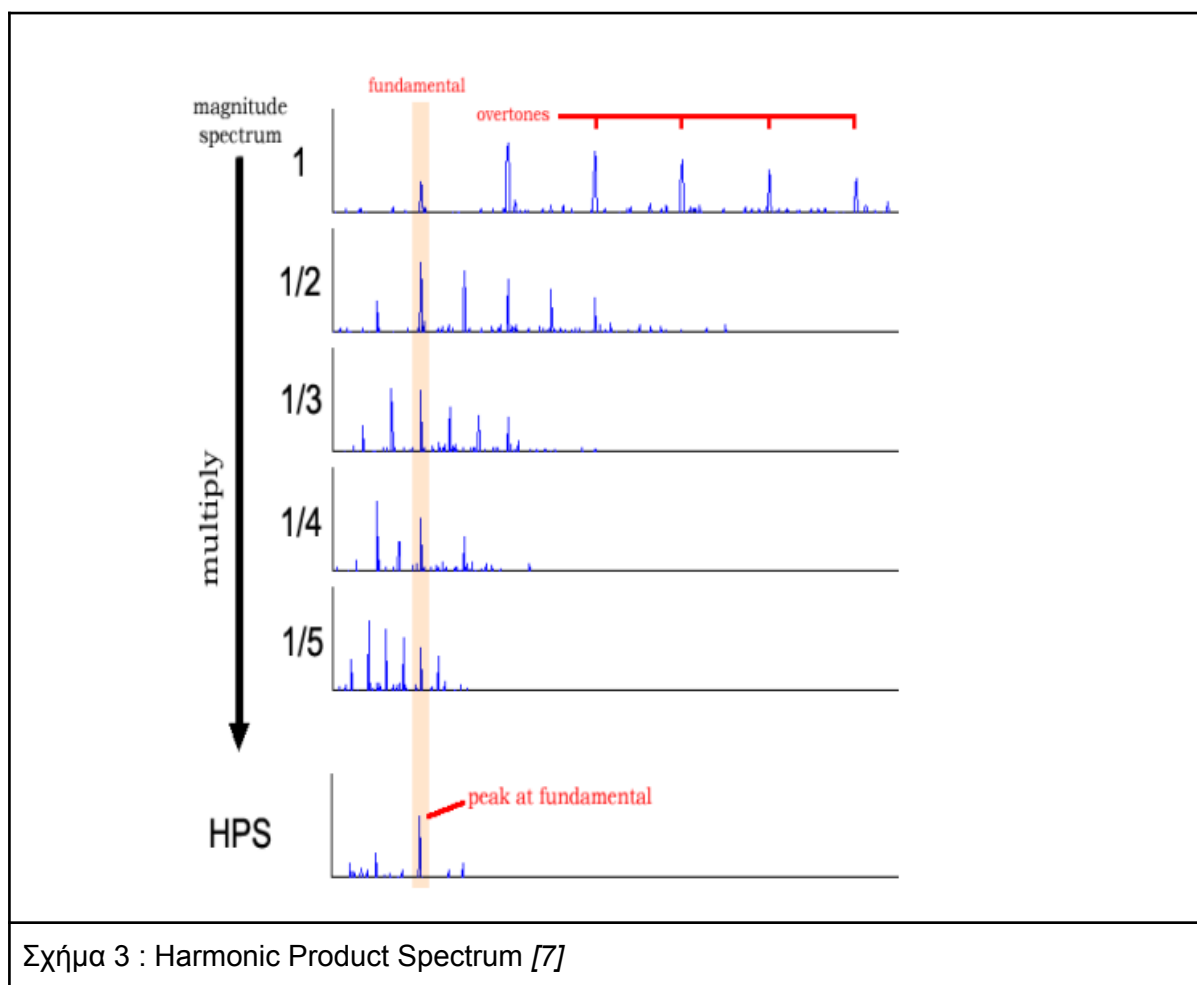 fundamental
magnitude
spectrum
overtones
1
1/2
1/3
1/4
1/5
multiply
HPS
peak at fundamental
Σχήμα 3 : Harmonic Product Spectrum [7]